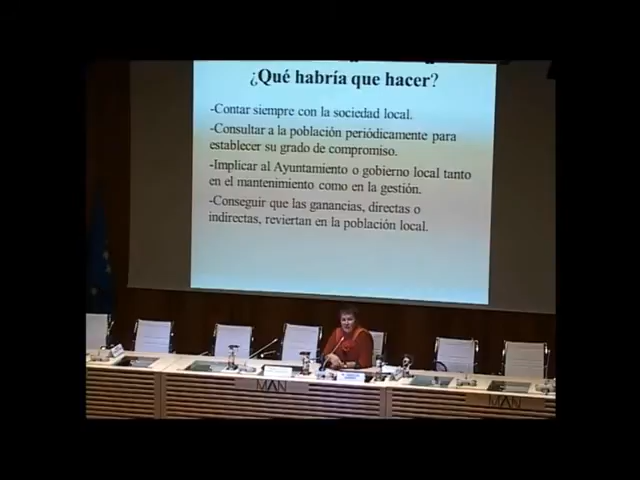 ¿Qué habría que hacer?
-Contar siempre con la sociedad local.
-Consultar a la población periódicamente para
establecer su grado de compromiso.
-Implicar al Ayuntamiento o gobierno local tanto
en el mantenimiento como en la gestión.
-Conseguir que las ganancias, directas o
indirectas, reviertan en la población local.
MAN
MAN